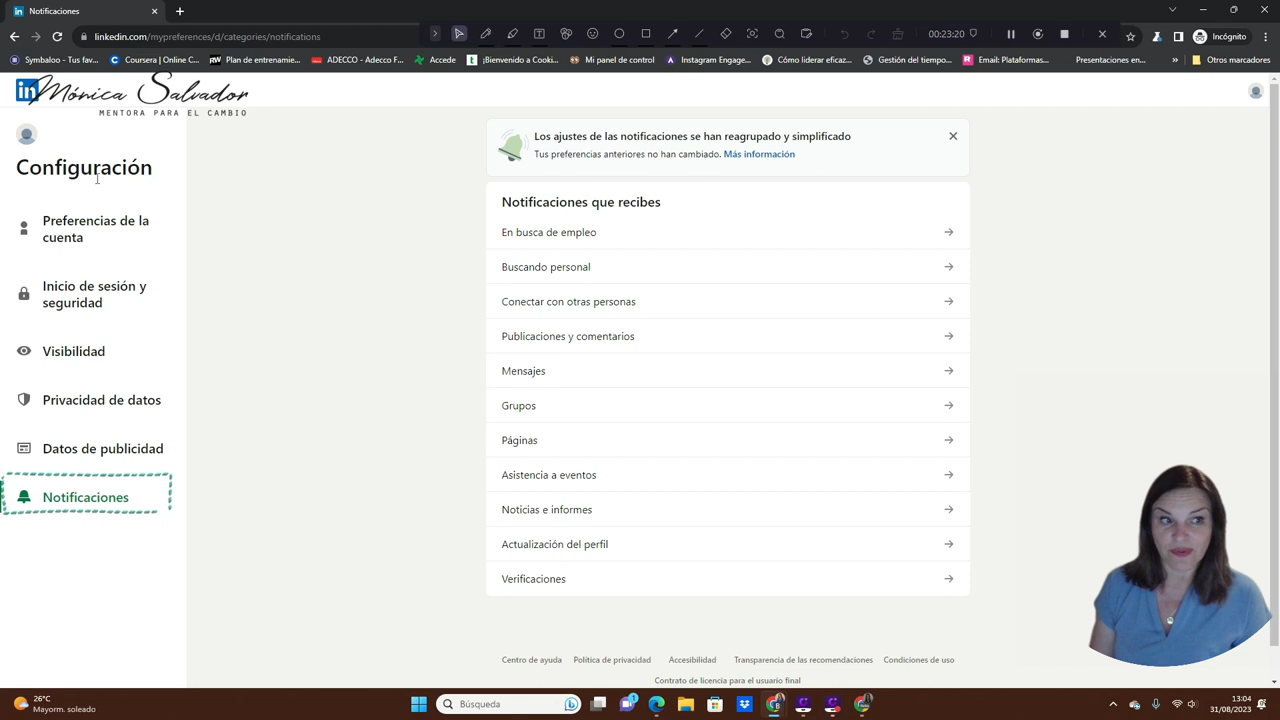 Notificaciones
linkedin.com/mypreferences/categories/notifications
00:23:20
Incógnito
Symbaloo - Tus fav...
Coursera | Online C...
Plan de entrenamie...
ADECCO - Adecco F...
Accede
¡Bienvenido a Cooki...
Mi panel de control
Instagram Engage...
Cómo liderar eficaz...
Gestión del tiempo...
Email: Plantillas...
Presentaciones en...
Otros marcadores
in
Mónica Salvador
MENTORA PARA EL CAMBIO
Configuración
Preferencias de la
cuenta
Inicio de sesión y
seguridad
Visibilidad
Privacidad de datos
Datos de publicidad
Notificaciones
Los ajustes de las notificaciones se han reagrupado y simplificado
Tus preferencias anteriores no han cambiado. Más información
Notificaciones que recibes
En busca de empleo
Buscando personal
Conectar con otras personas
Publicaciones y comentarios
Mensajes
Grupos
Páginas
Asistencia a eventos
Noticias e informes
Actualización del perfil
Verificaciones
Centro de ayuda Política de privacidad Accesibilidad Transparencia de las recomendaciones Condiciones de uso
Contrato de licencia para el usuario final
26°C
Mayorm. soleado
Búsqueda
13:04
31/08/2023